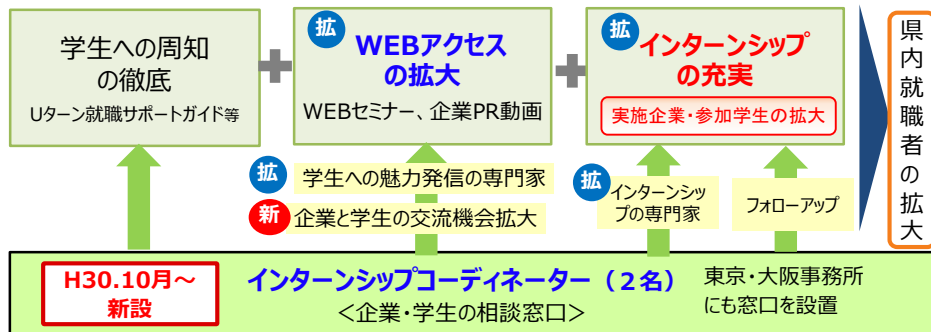 学生への周知
の徹底
Uターン就職サポートガイド等
拡
WEBアクセス
の拡大
WEBセミナー、企業PR動画
拡
インターンシップ
の充実
実施企業・参加学生の拡大
県内就職者の拡大
拡
学生への魅力発信の専門家
新
企業と学生の交流機会拡大
拡
インターンシッ
プの専門家
フォローアップ
H30.10月~
新設
インターンシップコーディネーター(2名)
<企業・学生の相談窓口>
東京・大阪事務所
にも窓口を設置